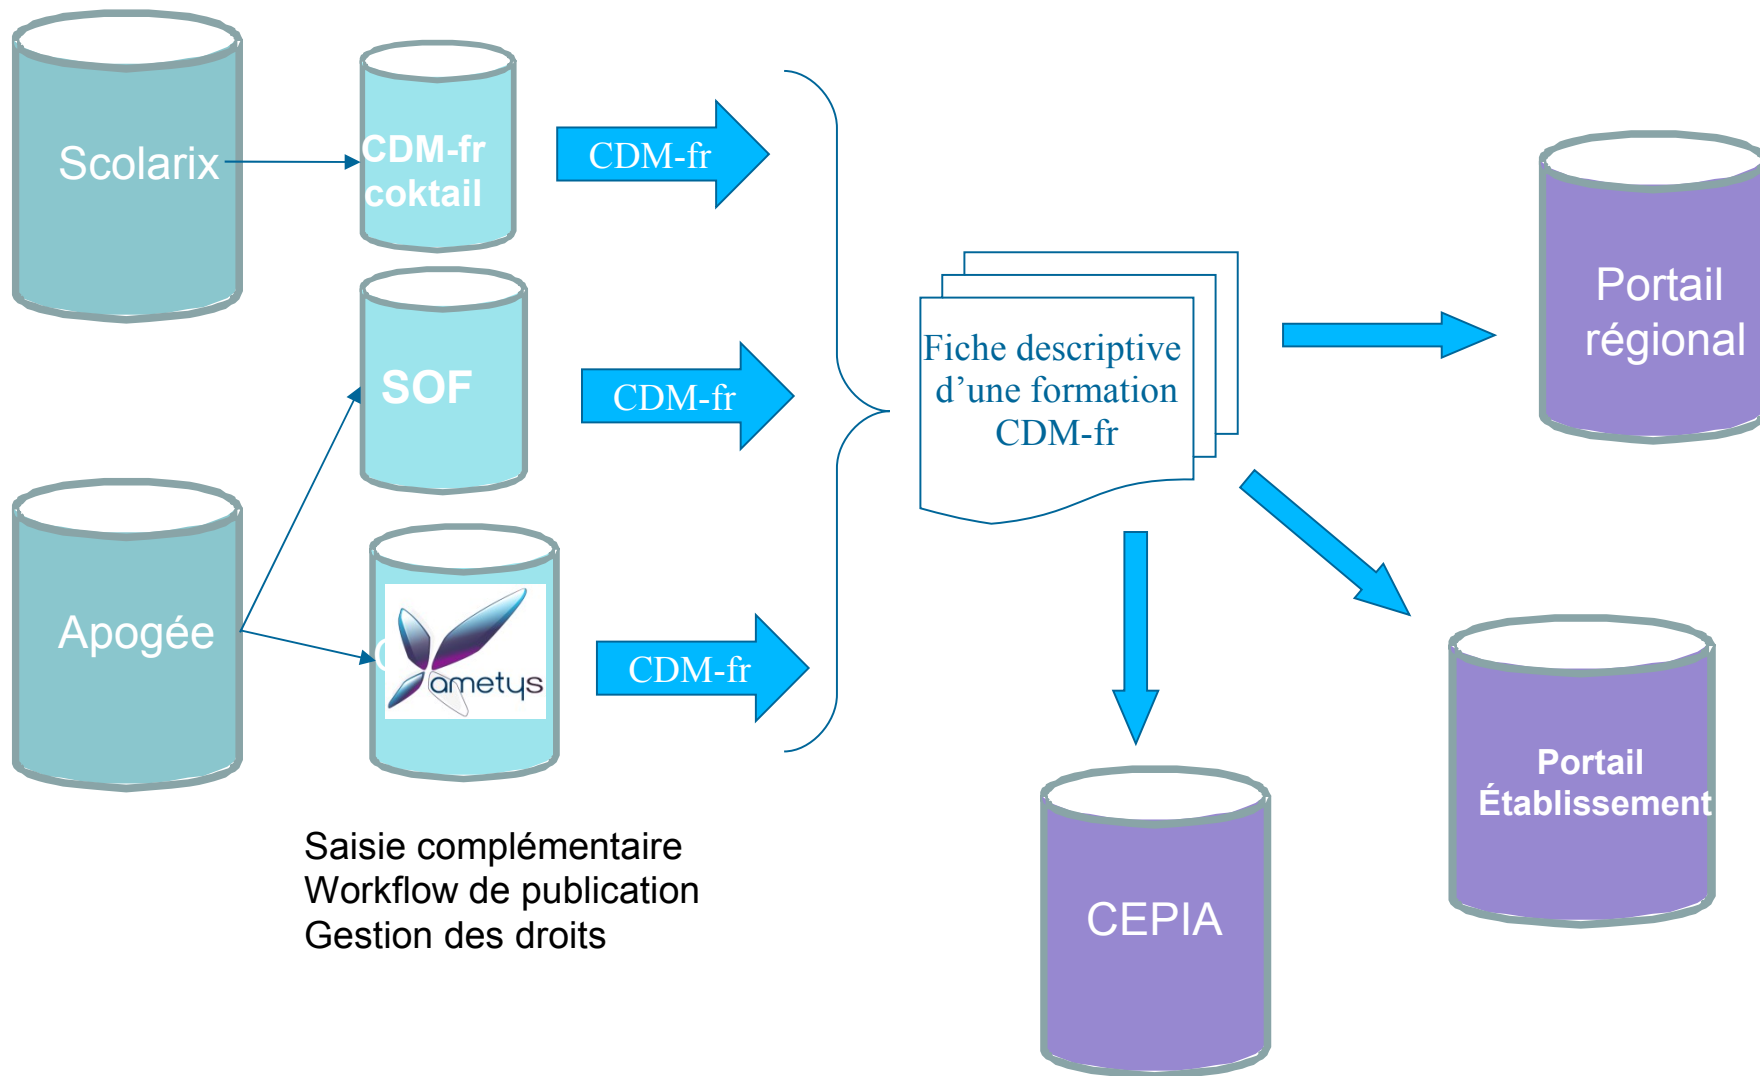 Scolarix
CDM-fr
coktail
CDM-fr
SOF
CDM-fr
Apogée
ametys
CDM-fr
Saisie complémentaire
Workflow de publication
Gestion des droits
Fiche descriptive
d’une formation
CDM-fr
Portail
régional
Portail
Établissement
CEPIA